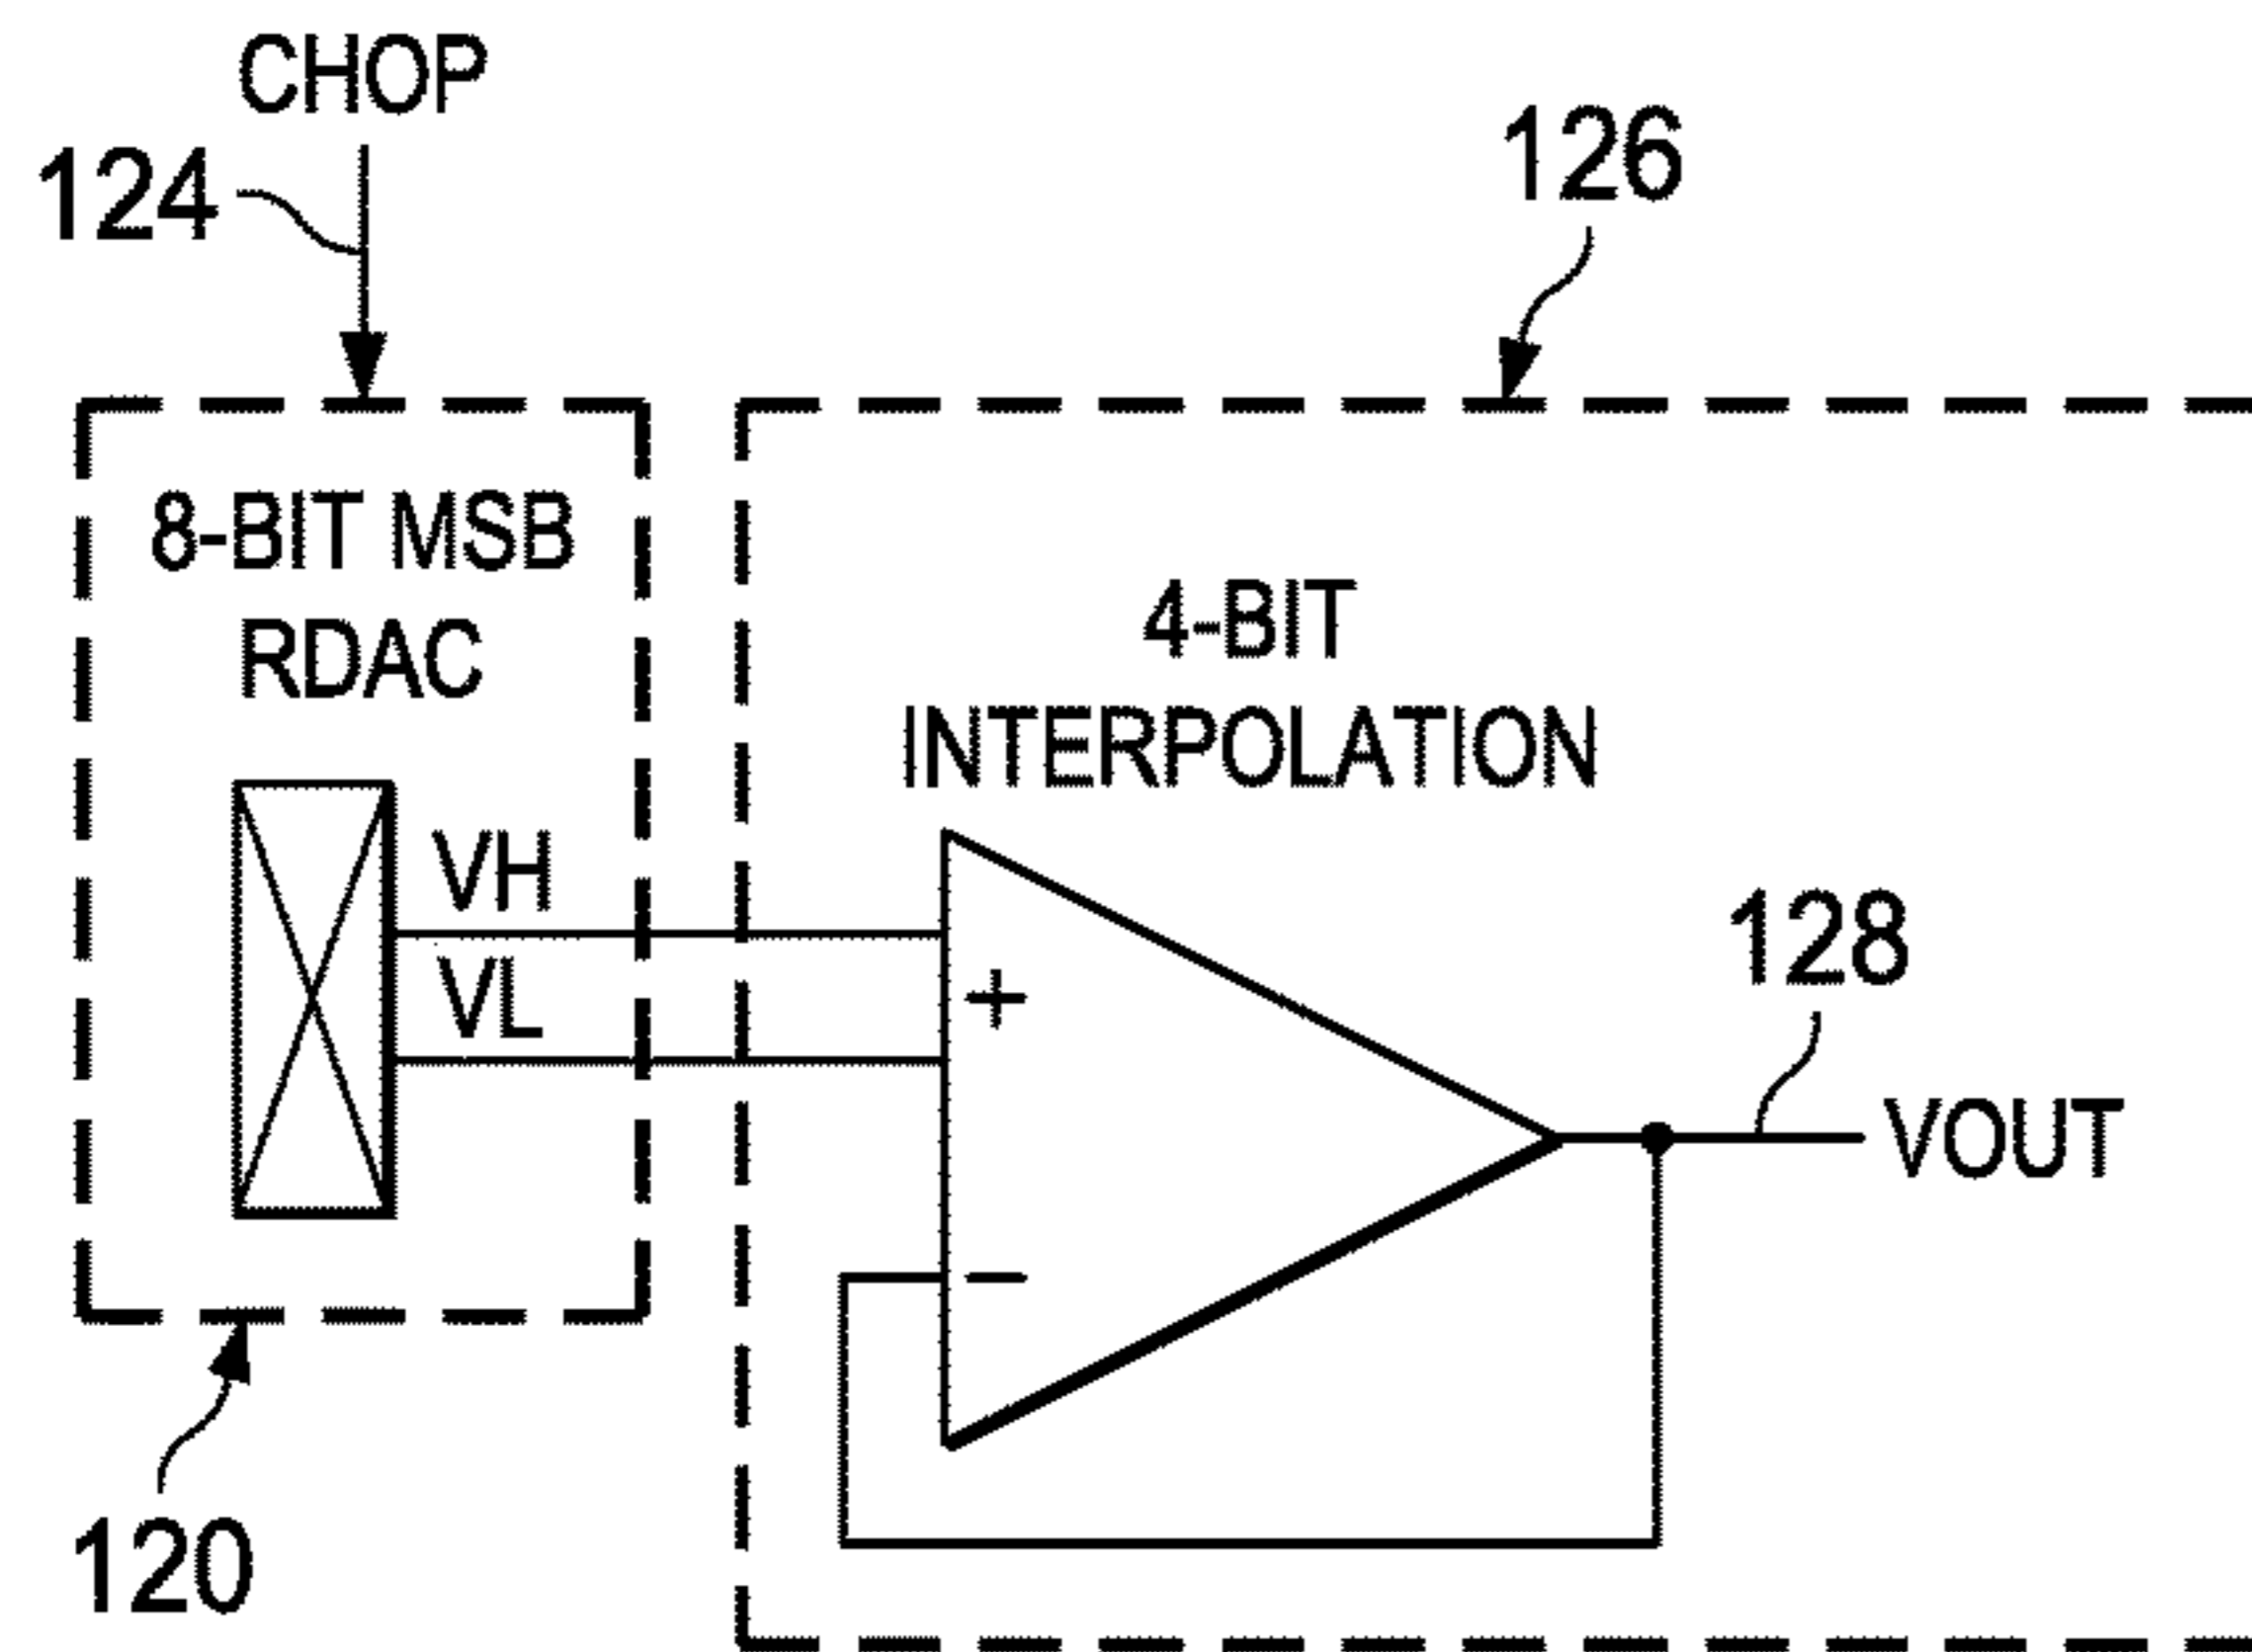 CHOP
124
126
8-BIT MSB
RDAC
4-BIT
INTERPOLATION
VH
VL
+
128
VOUT
−
120